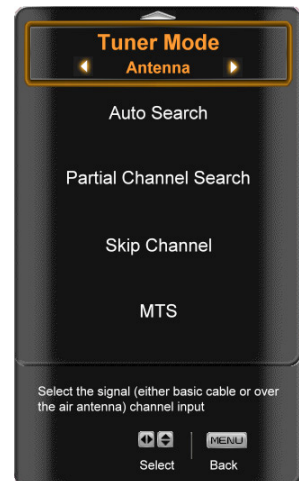 Tuner Mode
Antenna
Auto Search
Partial Channel Search
Skip Channel
MTS
Select the signal (either basic cable or over
the air antenna) channel input
MENU
Select Back